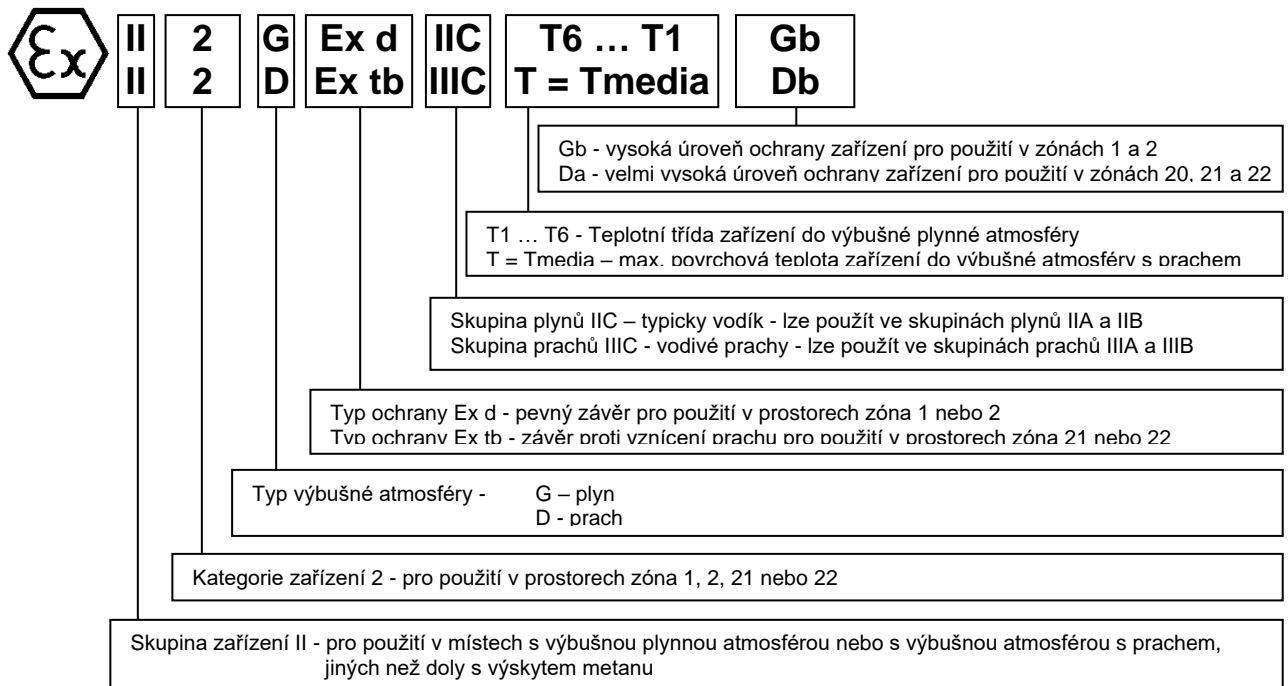 Ex II 2 G Ex d IIC T6 … T1 Gb
II 2 D Ex tb IIIC T = Tmedia Db
Gb - vysoká úroveň ochrany zařízení pro použití v zónách 1 a 2
Da - velmi vysoká úroveň ochrany zařízení pro použití v zónách 20, 21 a 22
T1 … T6 - Teplotní třída zařízení do výbušné plynné atmosféry
T = Tmedia – max. povrchová teplota zařízení do výbušné atmosféry s prachem
Skupina plynů IIC – typicky vodík - lze použít ve skupinách plynů IIA a IIB
Skupina prachů IIIC - vodivé prachy - lze použít ve skupinách prachů IIIA a IIIB
Typ ochrany Ex d - pevný závěr pro použití v prostorech zóna 1 nebo 2
Typ ochrany Ex tb - závěr proti vznícení prachu pro použití v prostorech zóna 21 nebo 22
Typ výbušné atmosféry - G – plyn
D - prach
Kategorie zařízení 2 - pro použití v prostorech zóna 1, 2, 21 nebo 22
Skupina zařízení II - pro použití v místech s výbušnou plynnou atmosférou nebo s výbušnou atmosférou s prachem,
jiných než doly s výskytem metanu